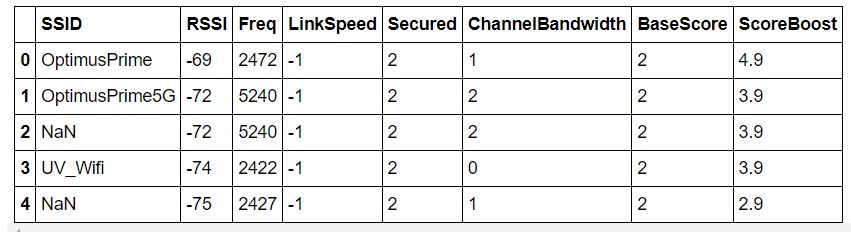 SSID RSSI Freq LinkSpeed Secured ChannelBandwidth BaseScore ScoreBoost
0 OptimusPrime -69 2472 -1 2 1 2 4.9
1 OptimusPrime5G -72 5240 -1 2 2 2 3.9
2 NaN -72 5240 -1 2 2 2 3.9
3 UV_Wifi -74 2422 -1 2 0 2 3.9
4 NaN -75 2427 -1 2 1 2 2.9